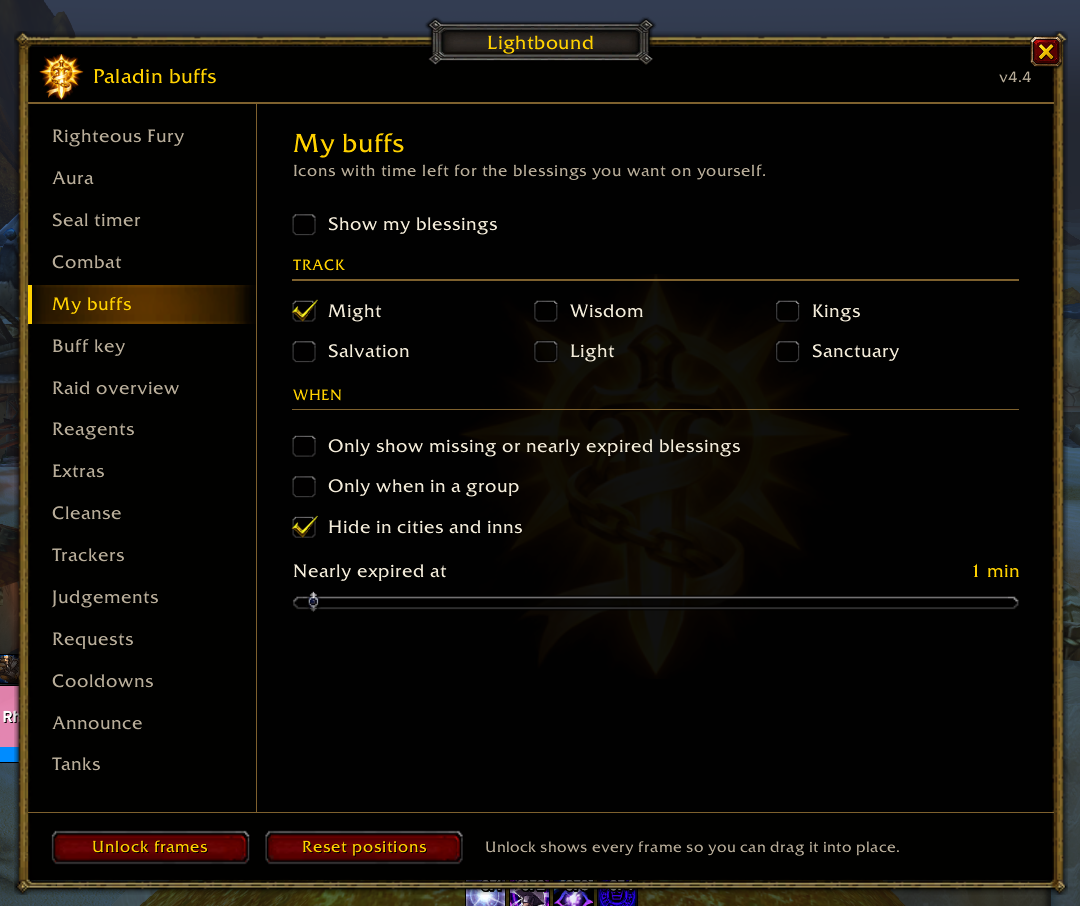 Lightbound
Paladin buffs
v4.4
Righteous Fury
Aura
Seal timer
Combat
My buffs
Buff key
Raid overview
Reagents
Extras
Cleanse
Trackers
Judgements
Requests
Cooldowns
Announce
Tanks
My buffs
Icons with time left for the blessings you want on yourself.
Show my blessings
TRACK
Might Wisdom Kings
Salvation Light Sanctuary
WHEN
Only show missing or nearly expired blessings
Only when in a group
Hide in cities and inns
Nearly expired at 1 min
Unlock frames
Reset positions
Unlock shows every frame so you can drag it into place.